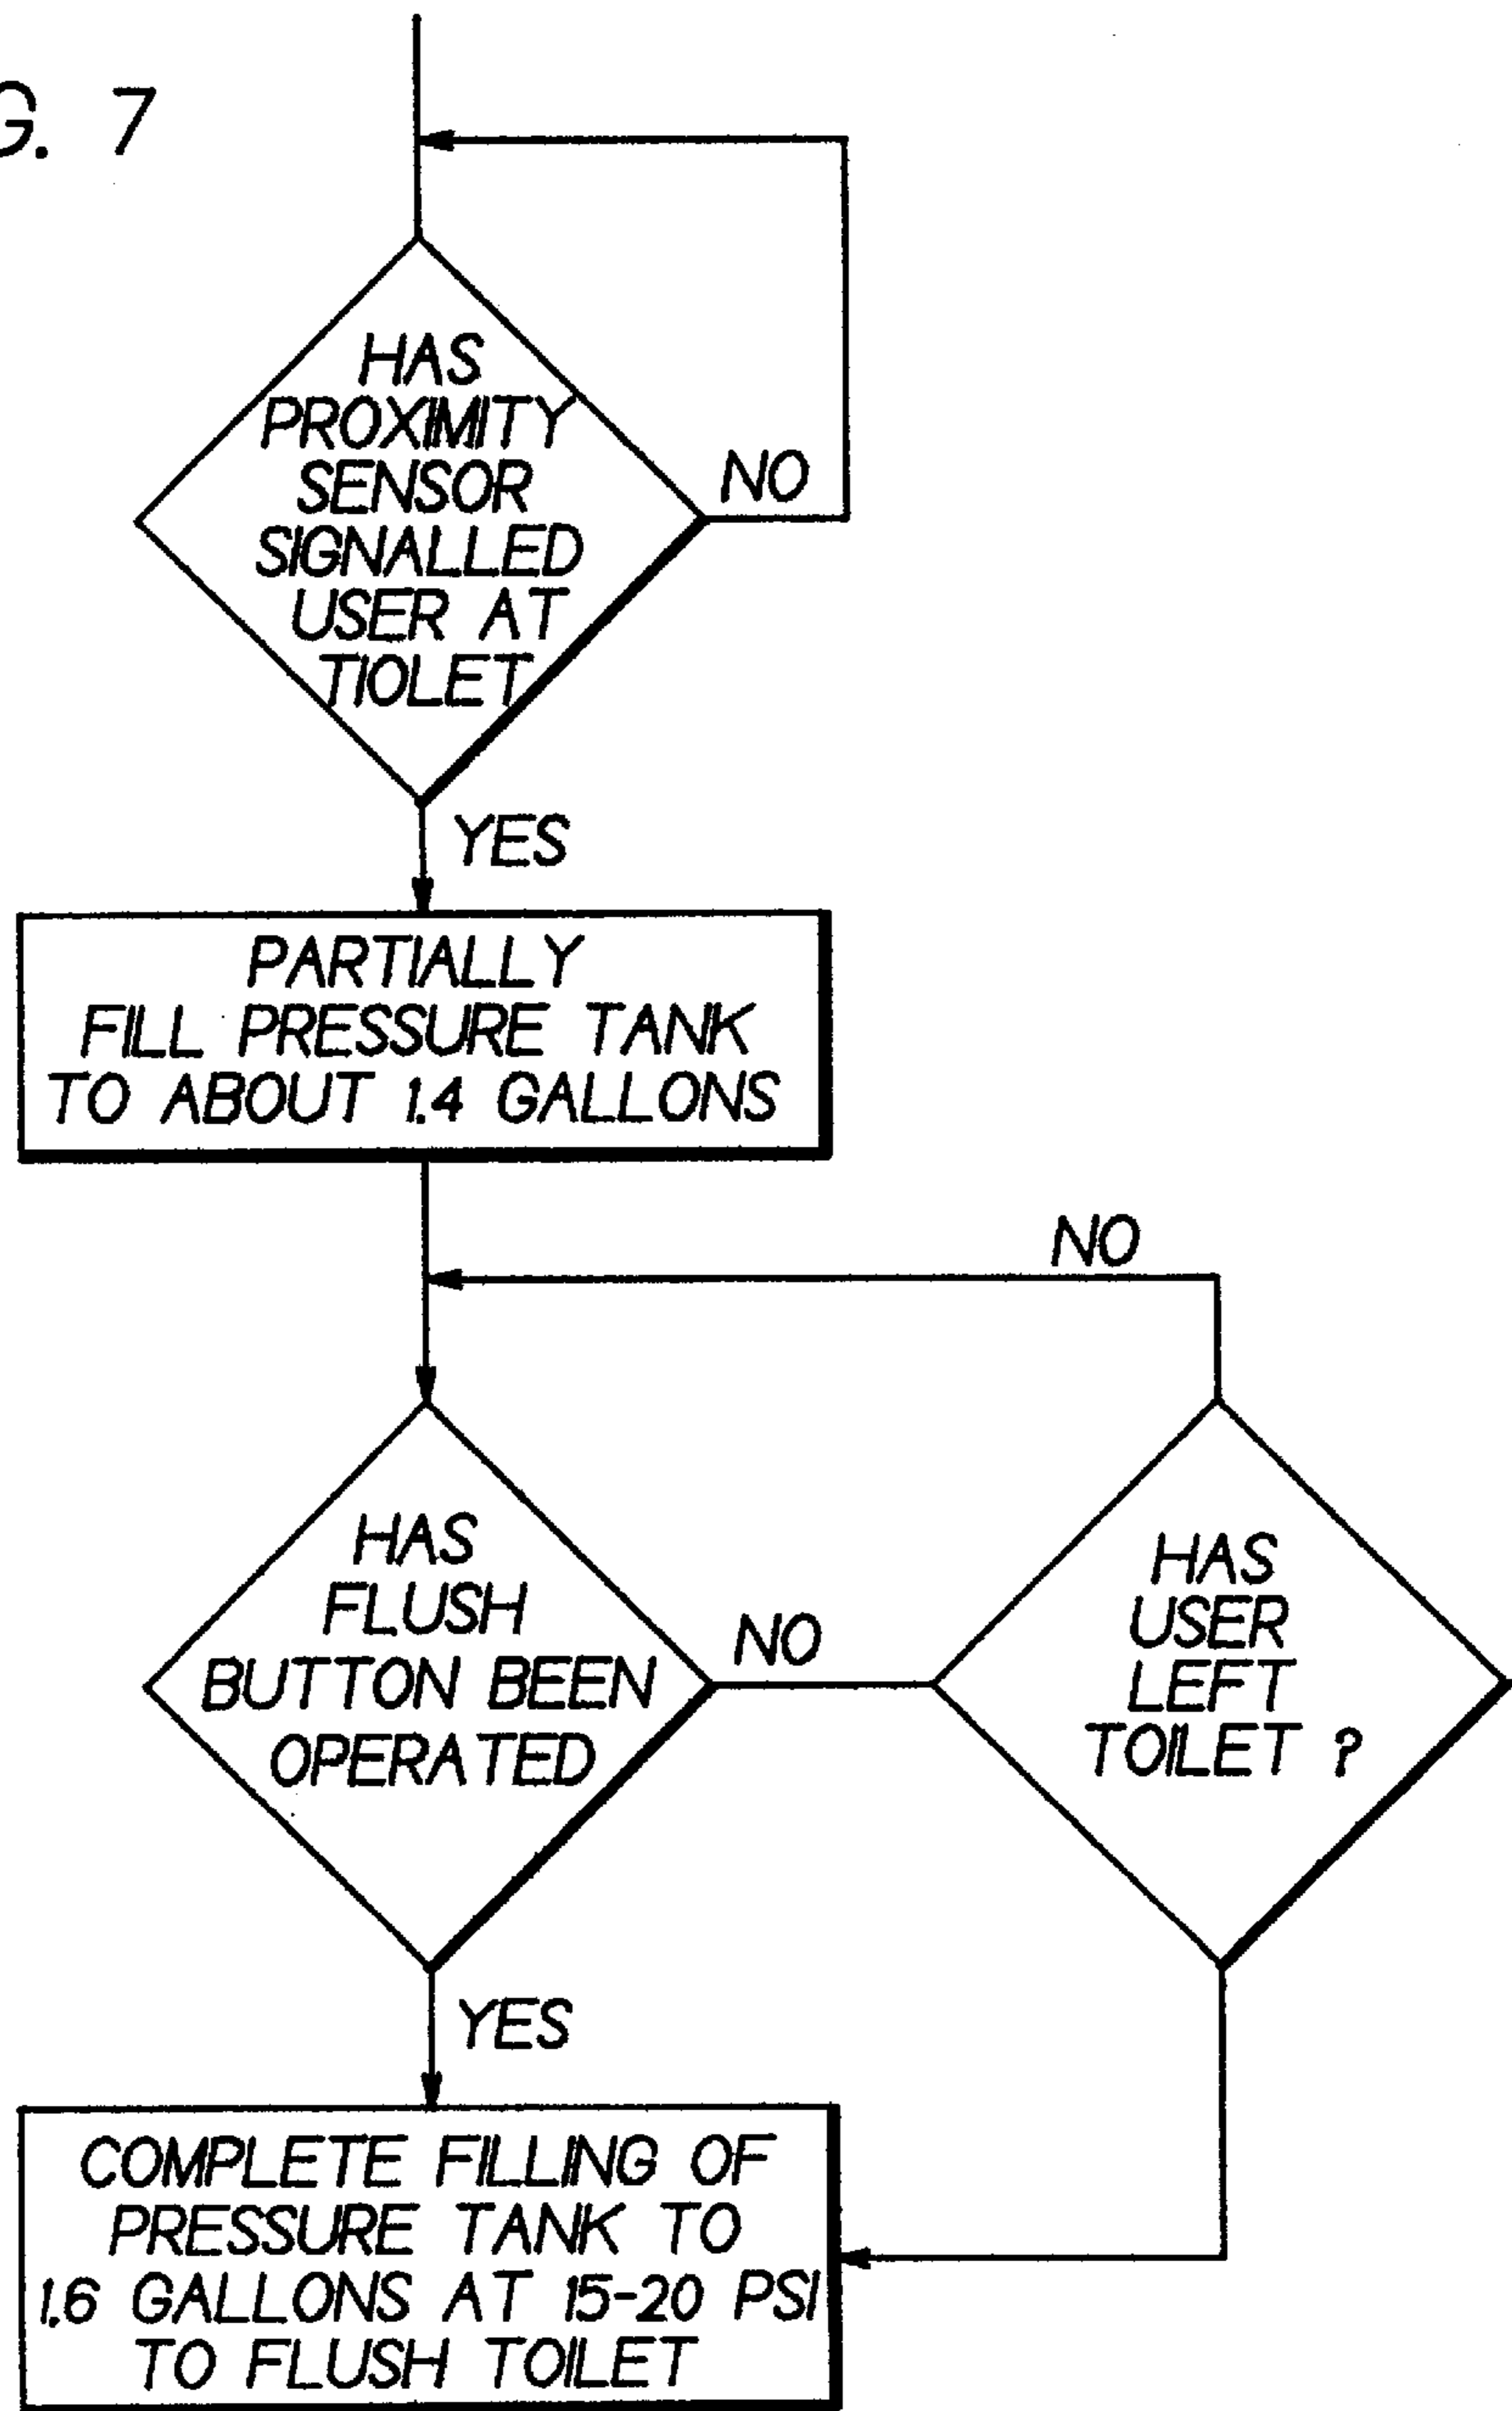 G. 7
HAS
PROXIMITY
SENSOR
SIGNALLED
USER AT
TIOLET
NO
YES
PARTIALLY
FILL PRESSURE TANK
TO ABOUT 1.4 GALLONS
NO
HAS
FLUSH
BUTTON BEEN
OPERATED
NO
HAS
USER
LEFT
TOILET ?
YES
COMPLETE FILLING OF
PRESSURE TANK TO
1.6 GALLONS AT 15-20 PSI
TO FLUSH TOILET